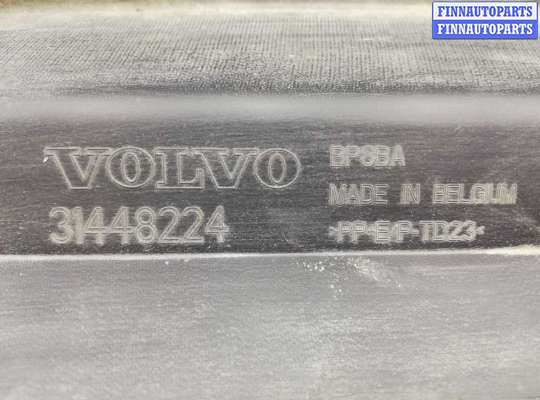 FINNAUTOPARTS
FINNAUTOPARTS
VOLVO
31448224
BP8BA
MADE IN BELGIUM
>PP+E/P-TD23<